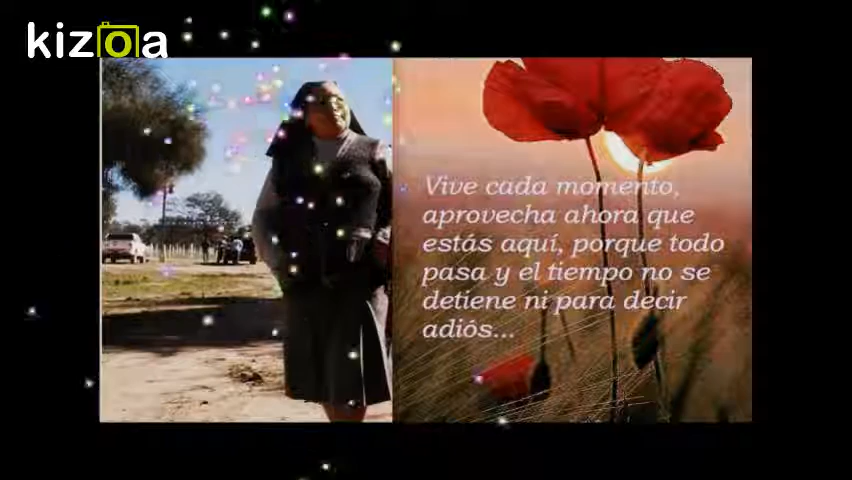 kizoa
Vive cada momento,
aprovecha ahora que
estás aquí, porque todo
pasa y el tiempo no se
detiene ni para decir
adiós...